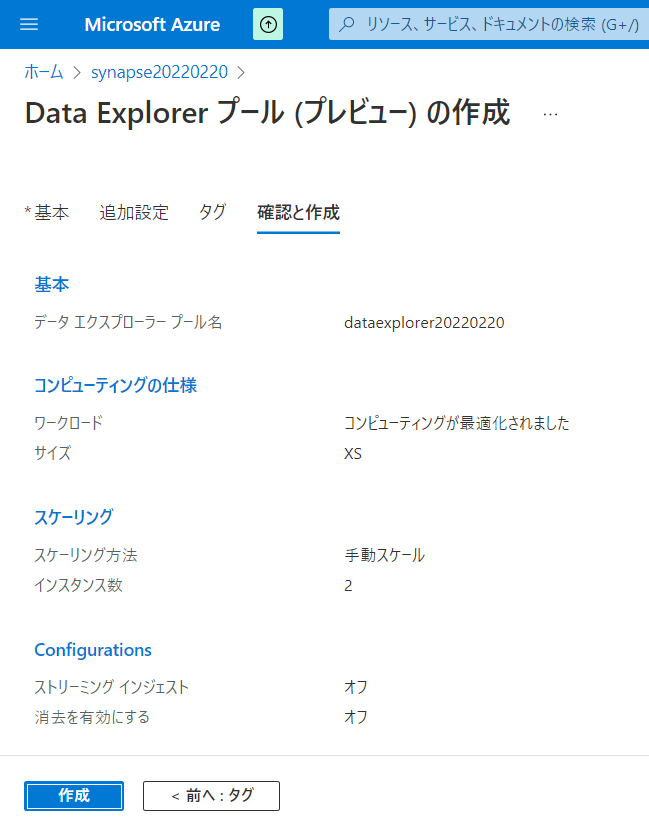 Microsoft Azure
リソース、サービス、ドキュメントの検索 (G+/)
ホーム > synapse20220220 >
Data Explorer プール (プレビュー) の作成 …
* 基本 追加設定 タグ 確認と作成
基本
データ エクスプローラー プール名 dataexplorer20220220
コンピューティングの仕様
ワークロード コンピューティングが最適化されました
サイズ XS
スケーリング
スケーリング方法 手動スケール
インスタンス数 2
Configurations
ストリーミング インジェスト オフ
消去を有効にする オフ
作成 < 前へ : タグ